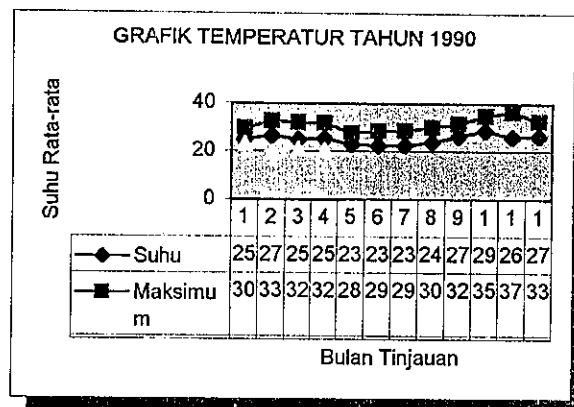 GRAFIK TEMPERATUR TAHUN 1990
Suhu Rata-rata
40
20
0
1 2 3 4 5 6 7 8 9 1 1 1
Suhu 25 27 25 25 23 23 23 24 27 29 26 27
Maksimu 30 33 32 32 28 29 29 30 32 35 37 33
m
Bulan Tinjauan